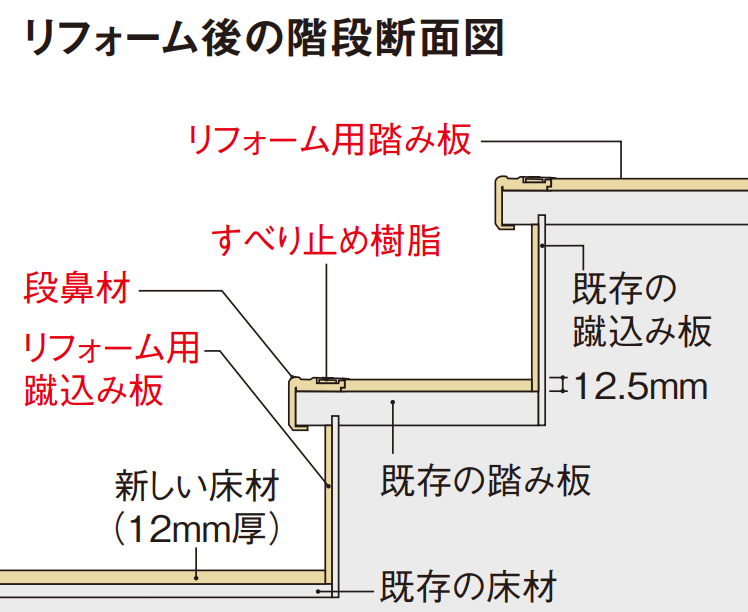 リフォーム後の階段断面図
リフォーム用踏み板
すべり止め樹脂
段鼻材
既存の
蹴込み板
リフォーム用
蹴込み板
12.5mm
既存の踏み板
新しい床材
（12mm厚）
既存の床材